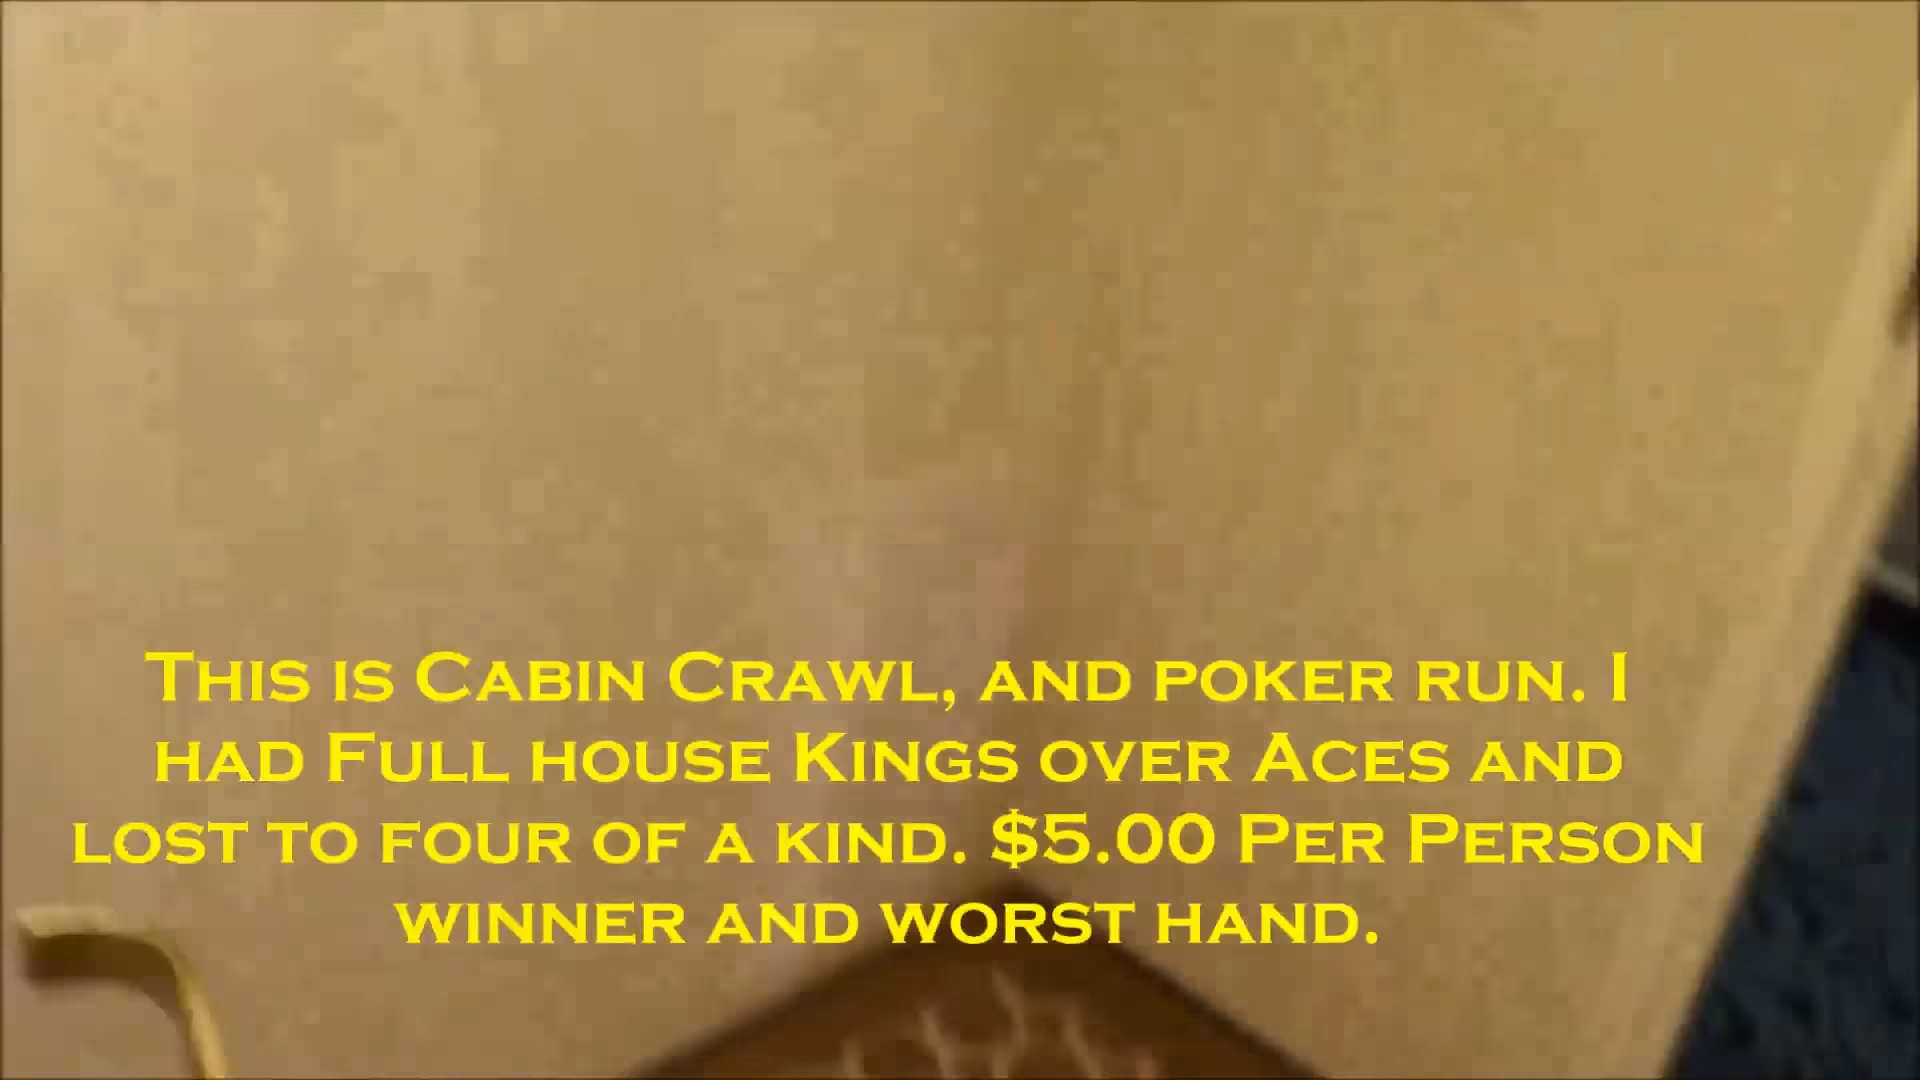 This is Cabin Crawl, and poker run. I
had Full house Kings over Aces and
lost to four of a kind. $5.00 Per Person
winner and worst hand.